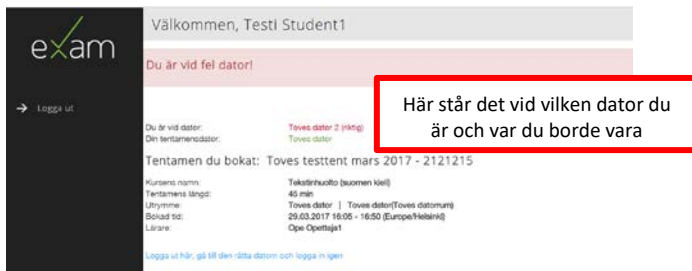 exam
Välkommen, Testi Student1
Du är vid fel dator!
→ Logga ut
Här står det vid vilken dator du
är och var du borde vara
Du är vid dator: Toves dator 2 (riktig)
Din tentamensdator: Toves dator
Tentamen du bokat: Toves testtent mars 2017 - 2121215
Kursens namn: Tekstinhuolto (suomen kieli)
Tentamens längd: 45 min
Utrymme: Toves dator | Toves dator(Toves datorrum)
Bokad tid: 29.03.2017 16:05 - 16:50 (Europe/Helsinki)
Lärare: Ope Opettaja1
Logga ut här, gå till den rätta datorn och logga in igen